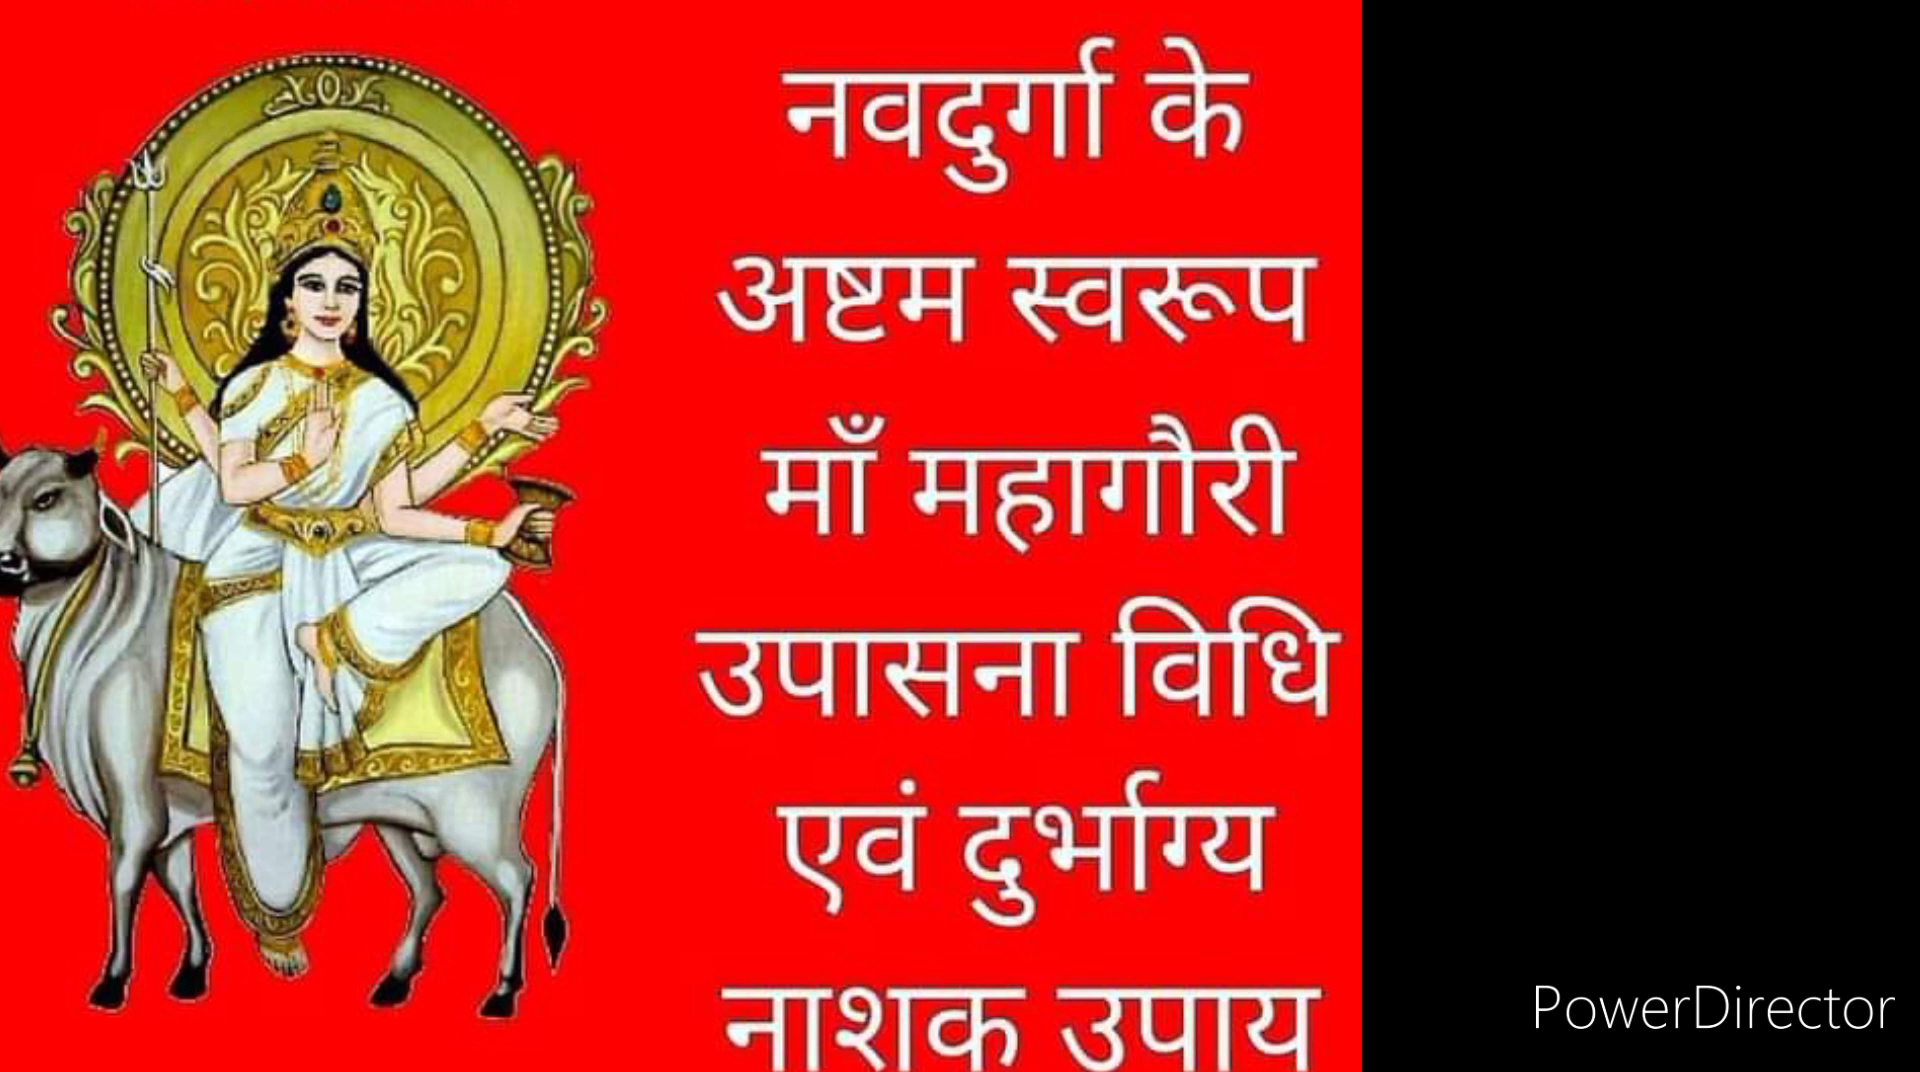 नवदुर्गा के
अष्टम स्वरूप
माँ महागौरी
उपासना विधि
एवं दुर्भाग्य
नाशक उपाय
PowerDirector